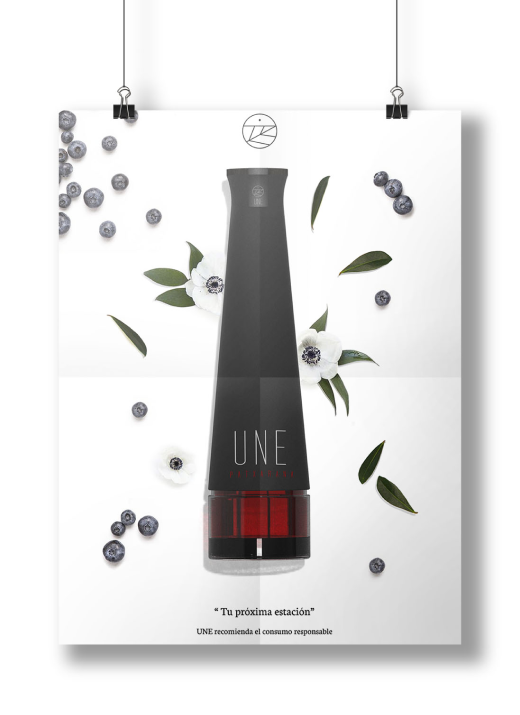 UNE
“ Tu próxima estación”
UNE recomienda el consumo responsable